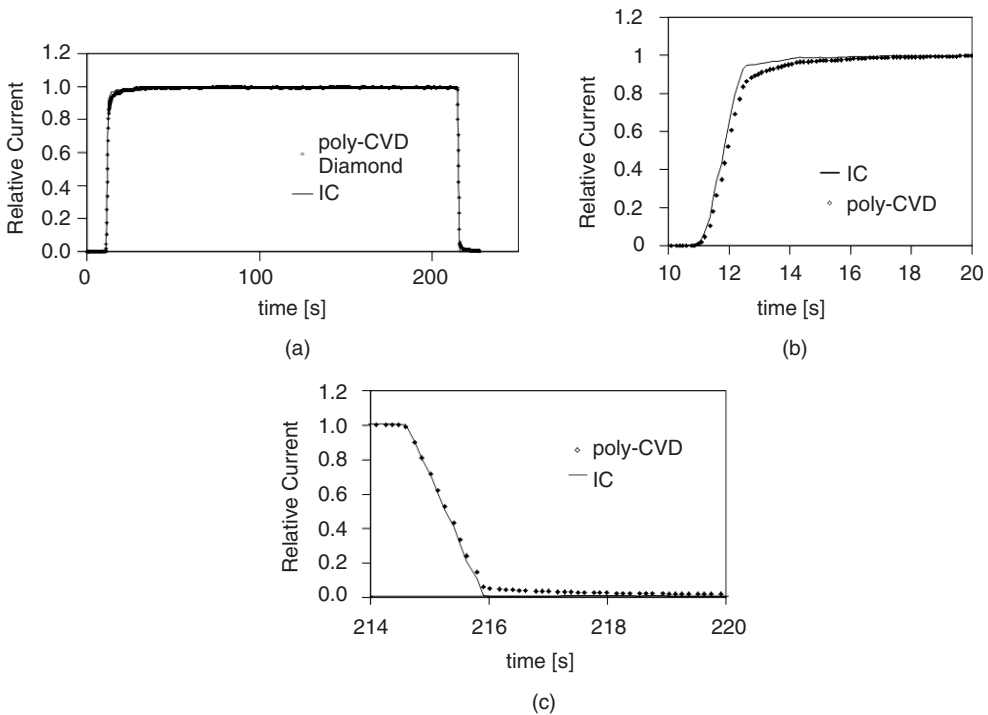 Relative Current
1.2
1.0
0.8
0.6
0.4
0.2
0.0
poly-CVD
Diamond
IC
0
100
200
time [s]
(a)
Relative Current
1.2
1
0.8
0.6
0.4
0.2
0
IC
poly-CVD
10
12
14
16
18
20
time [s]
(b)
Relative Current
1.2
1.0
0.8
0.6
0.4
0.2
0.0
poly-CVD
IC
214
216
218
220
time [s]
(c)